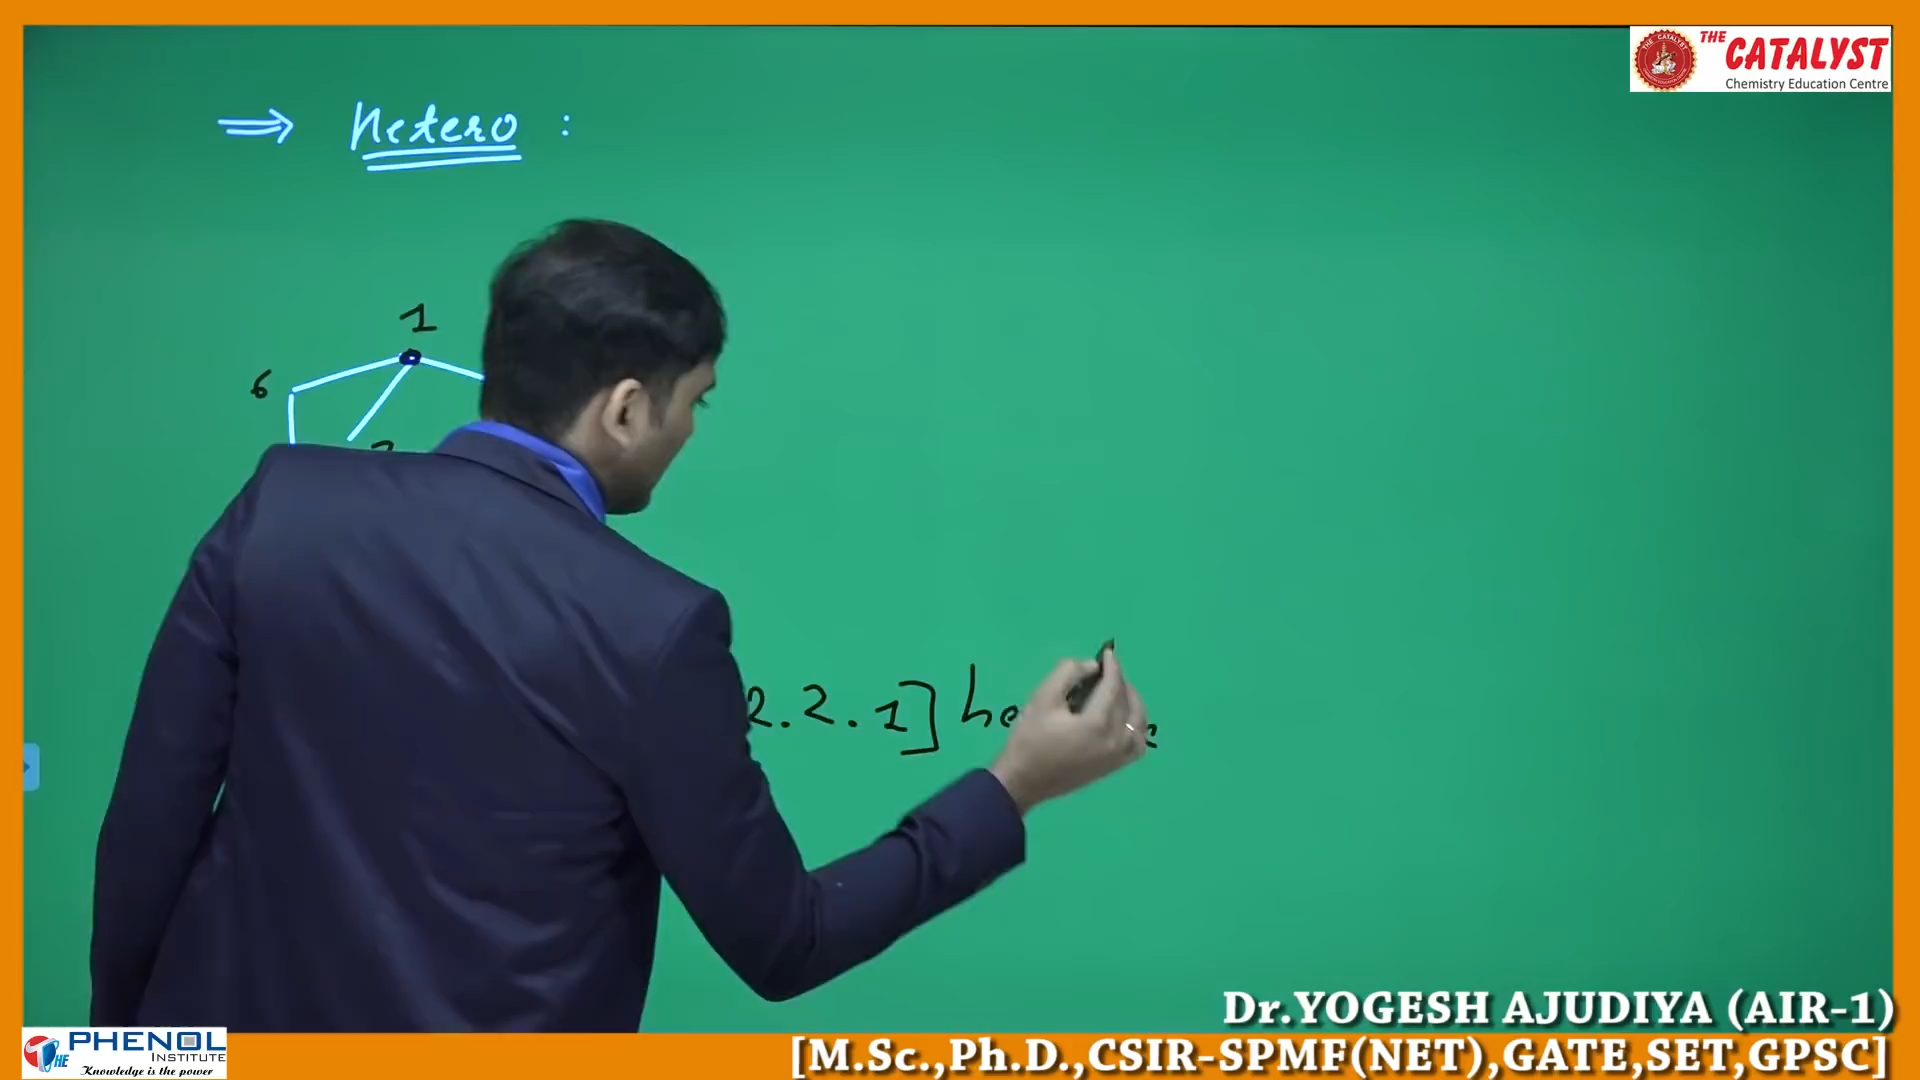 THE CATALYST
Chemistry Education Centre
⇒ Hetero :
1
6
2.2.1]
Dr.YOGESH AJUDIYA (AIR-1)
[M.Sc.,Ph.D.,CSIR-SPMF(NET),GATE,SET,GPSC]
THE PHENOL
INSTITUTE
Knowledge is the power